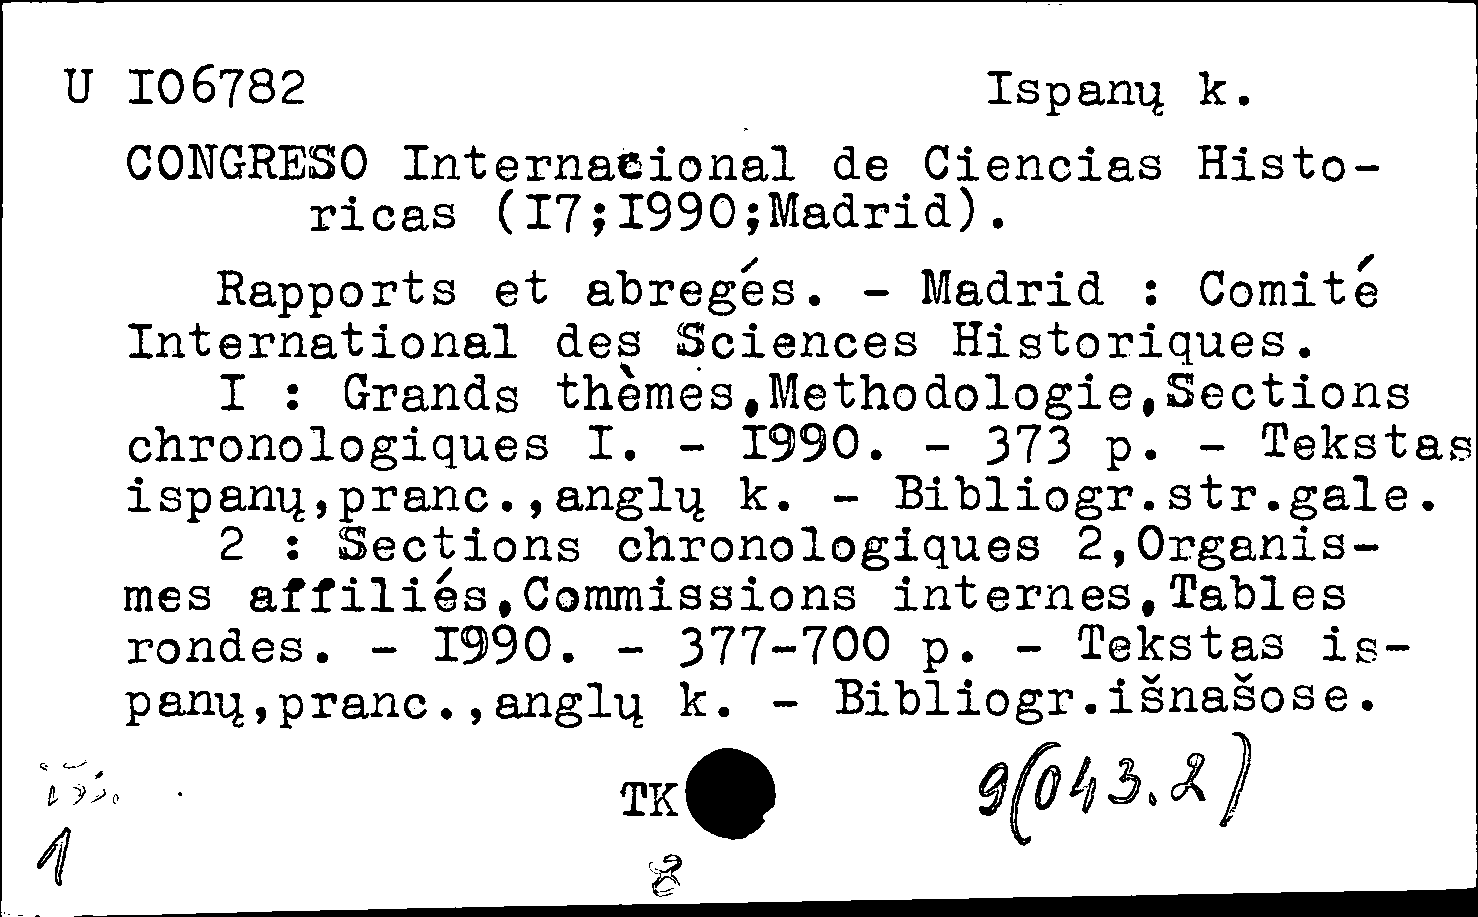 U I06782 Ispanų k.
CONGRESO Internacional de Ciencias Histo-
ricas (I7;I990;Madrid).
Rapports et abregés. - Madrid : Comité
International des Sciences Historiques.
I : Grands thèmes,Methodologie,Sections
chronologiques I. - I990. - 373 p. - Tekstas
ispanų,pranc.,anglų k. - Bibliogr.str.gale.
2 : Sections chronologiques 2,Organis-
mes affiliés,Commissions internes,Tables
rondes. - I990. - 377-700 p. - Tekstas is-
panų,pranc.,anglų k. - Bibliogr.išnašose.
TK 9(043.2)
1
8